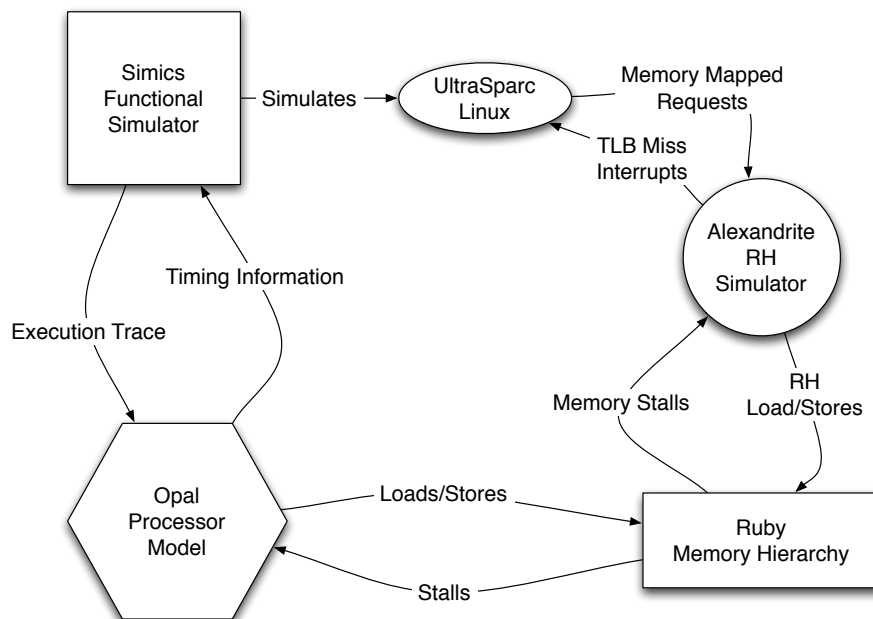 Simics
Functional
Simulator
Simulates
UltraSparc
Linux
Memory Mapped
Requests
TLB Miss
Interrupts
Alexandrite
RH
Simulator
Timing Information
Execution Trace
Memory Stalls
RH
Load/Stores
Opal
Processor
Model
Loads/Stores
Ruby
Memory Hierarchy
Stalls